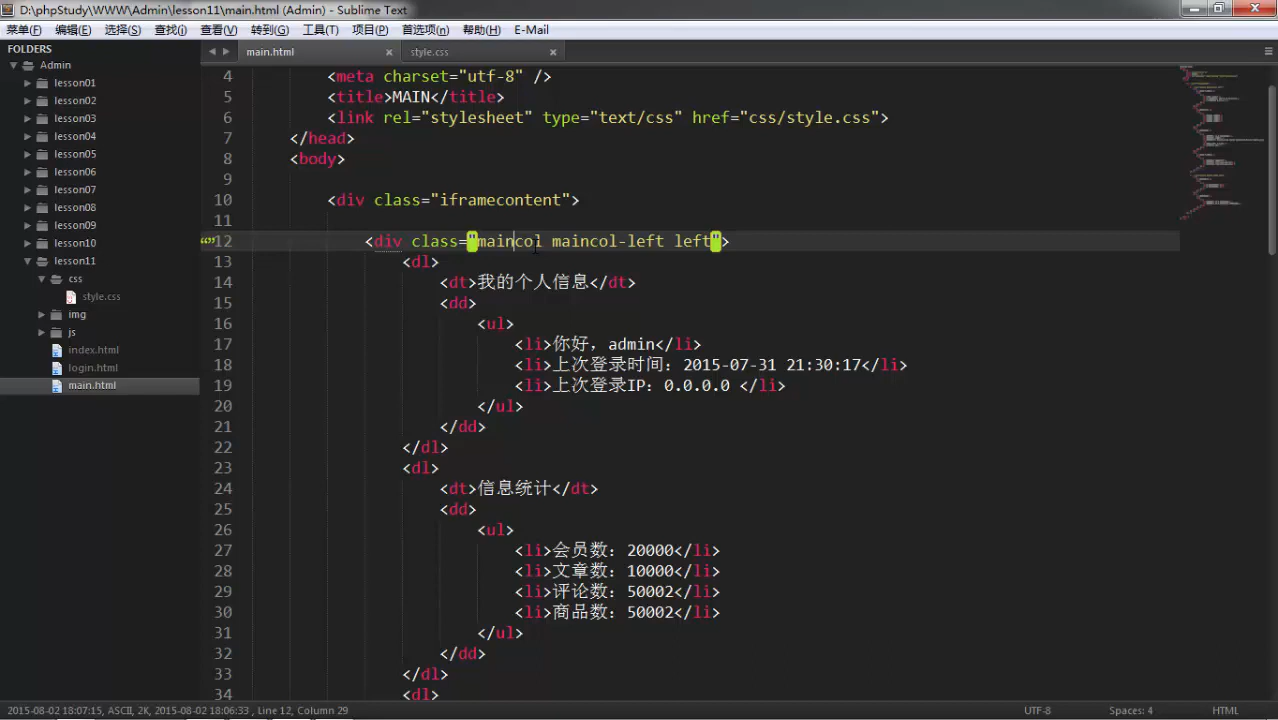 D:\phpStudy\WWW\Admin\lesson11\main.html (Admin) - Sublime Text
菜单(F) 编辑(E) 选择(S) 查找(I) 查看(V) 转到(G) 工具(T) 项目(P) 首选项(n) 帮助(H) E-Mail
FOLDERS
Admin
lesson01
lesson02
lesson03
lesson04
lesson05
lesson06
lesson07
lesson08
lesson09
lesson10
lesson11
css
style.css
img
js
index.html
login.html
main.html
main.html
style.css
4 <meta charset="utf-8" />
5 <title>MAIN</title>
6 <link rel="stylesheet" type="text/css" href="css/style.css">
7 </head>
8 <body>
9
10 <div class="iframecontent">
11
12 <div class="maincol maincol-left left">
13 <dl>
14 <dt>我的个人信息</dt>
15 <dd>
16 <ul>
17 <li>你好，admin</li>
18 <li>上次登录时间：2015-07-31 21:30:17</li>
19 <li>上次登录IP：0.0.0.0 </li>
20 </ul>
21 </dd>
22 </dl>
23 <dl>
24 <dt>信息统计</dt>
25 <dd>
26 <ul>
27 <li>会员数：20000</li>
28 <li>文章数：10000</li>
29 <li>评论数：50002</li>
30 <li>商品数：50002</li>
31 </ul>
32 </dd>
33 </dl>
34 <dl>
2015-08-02 18:07:15, ASCII, 2K, 2015-08-02 18:06:33 , Line 12, Column 29
UTF-8
Spaces: 4
HTML